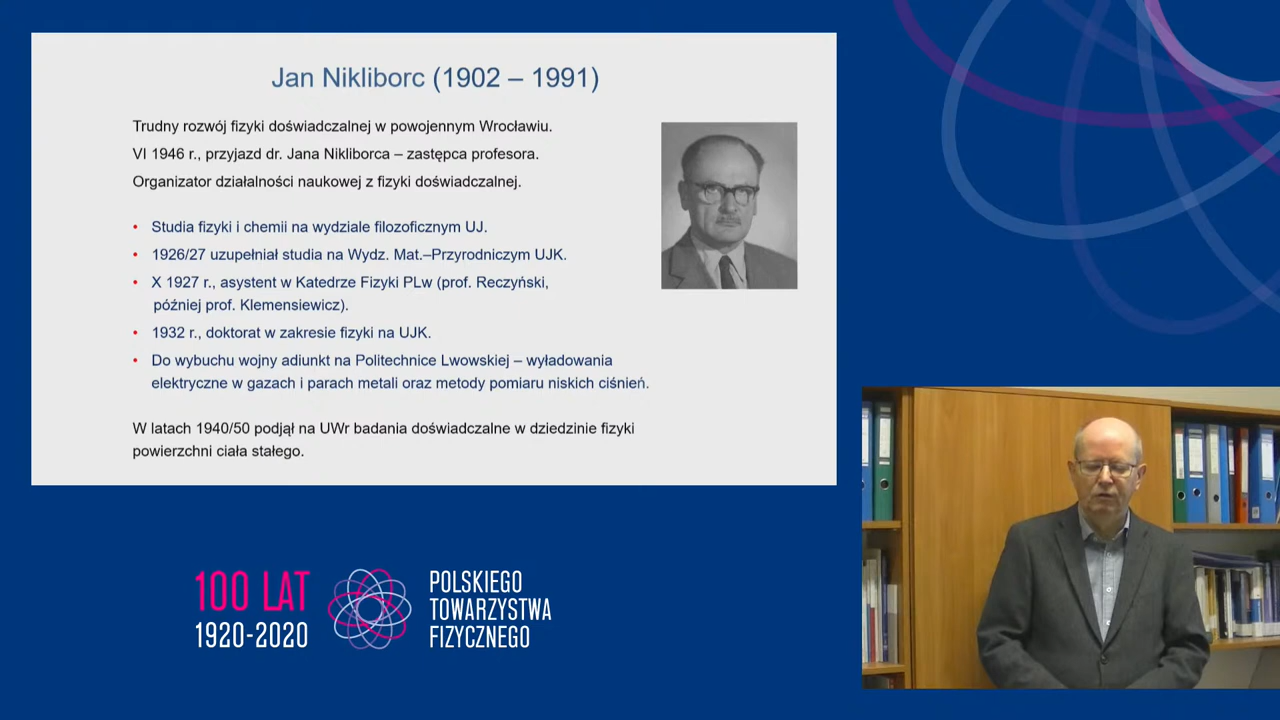 Jan Nikliborc (1902 – 1991)
Trudny rozwój fizyki doświadczalnej w powojennym Wrocławiu.
VI 1946 r., przyjazd dr. Jana Nikliborca – zastępca profesora.
Organizator działalności naukowej z fizyki doświadczalnej.
• Studia fizyki i chemii na wydziale filozoficznym UJ.
• 1926/27 uzupełniał studia na Wydz. Mat.–Przyrodniczym UJK.
• X 1927 r., asystent w Katedrze Fizyki PLw (prof. Reczyński,
później prof. Klemensiewicz).
• 1932 r., doktorat w zakresie fizyki na UJK.
• Do wybuchu wojny adiunkt na Politechnice Lwowskiej – wyładowania
elektryczne w gazach i parach metali oraz metody pomiaru niskich ciśnień.
W latach 1940/50 podjął na UWr badania doświadczalne w dziedzinie fizyki
powierzchni ciała stałego.
100 LAT
1920-2020
POLSKIEGO
TOWARZYSTWA
FIZYCZNEGO